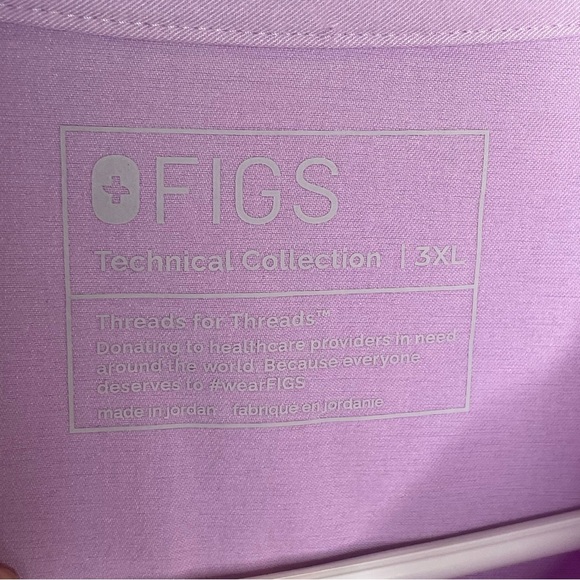 FIGS
Technical Collection | 3XL
Threads for Threads™
Donating to healthcare providers in need
around the world. Because everyone
deserves to #wearFIGS
made in jordan fabrique en jordanie